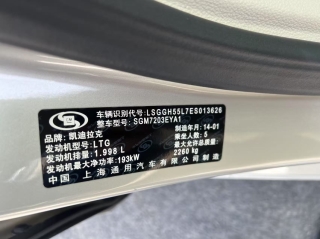 车辆识别代号: LSGGH55L7ES013626
整车型号: SGM7203EYA1
品牌 凯迪拉克 制造年月 14-01
发动机型号 LTG 乘坐人数 5
发动机排量 1.998 L 最大允许总质量
发动机最大净功率: 193kW 2260 kg
中国 上海通用汽车有限公司